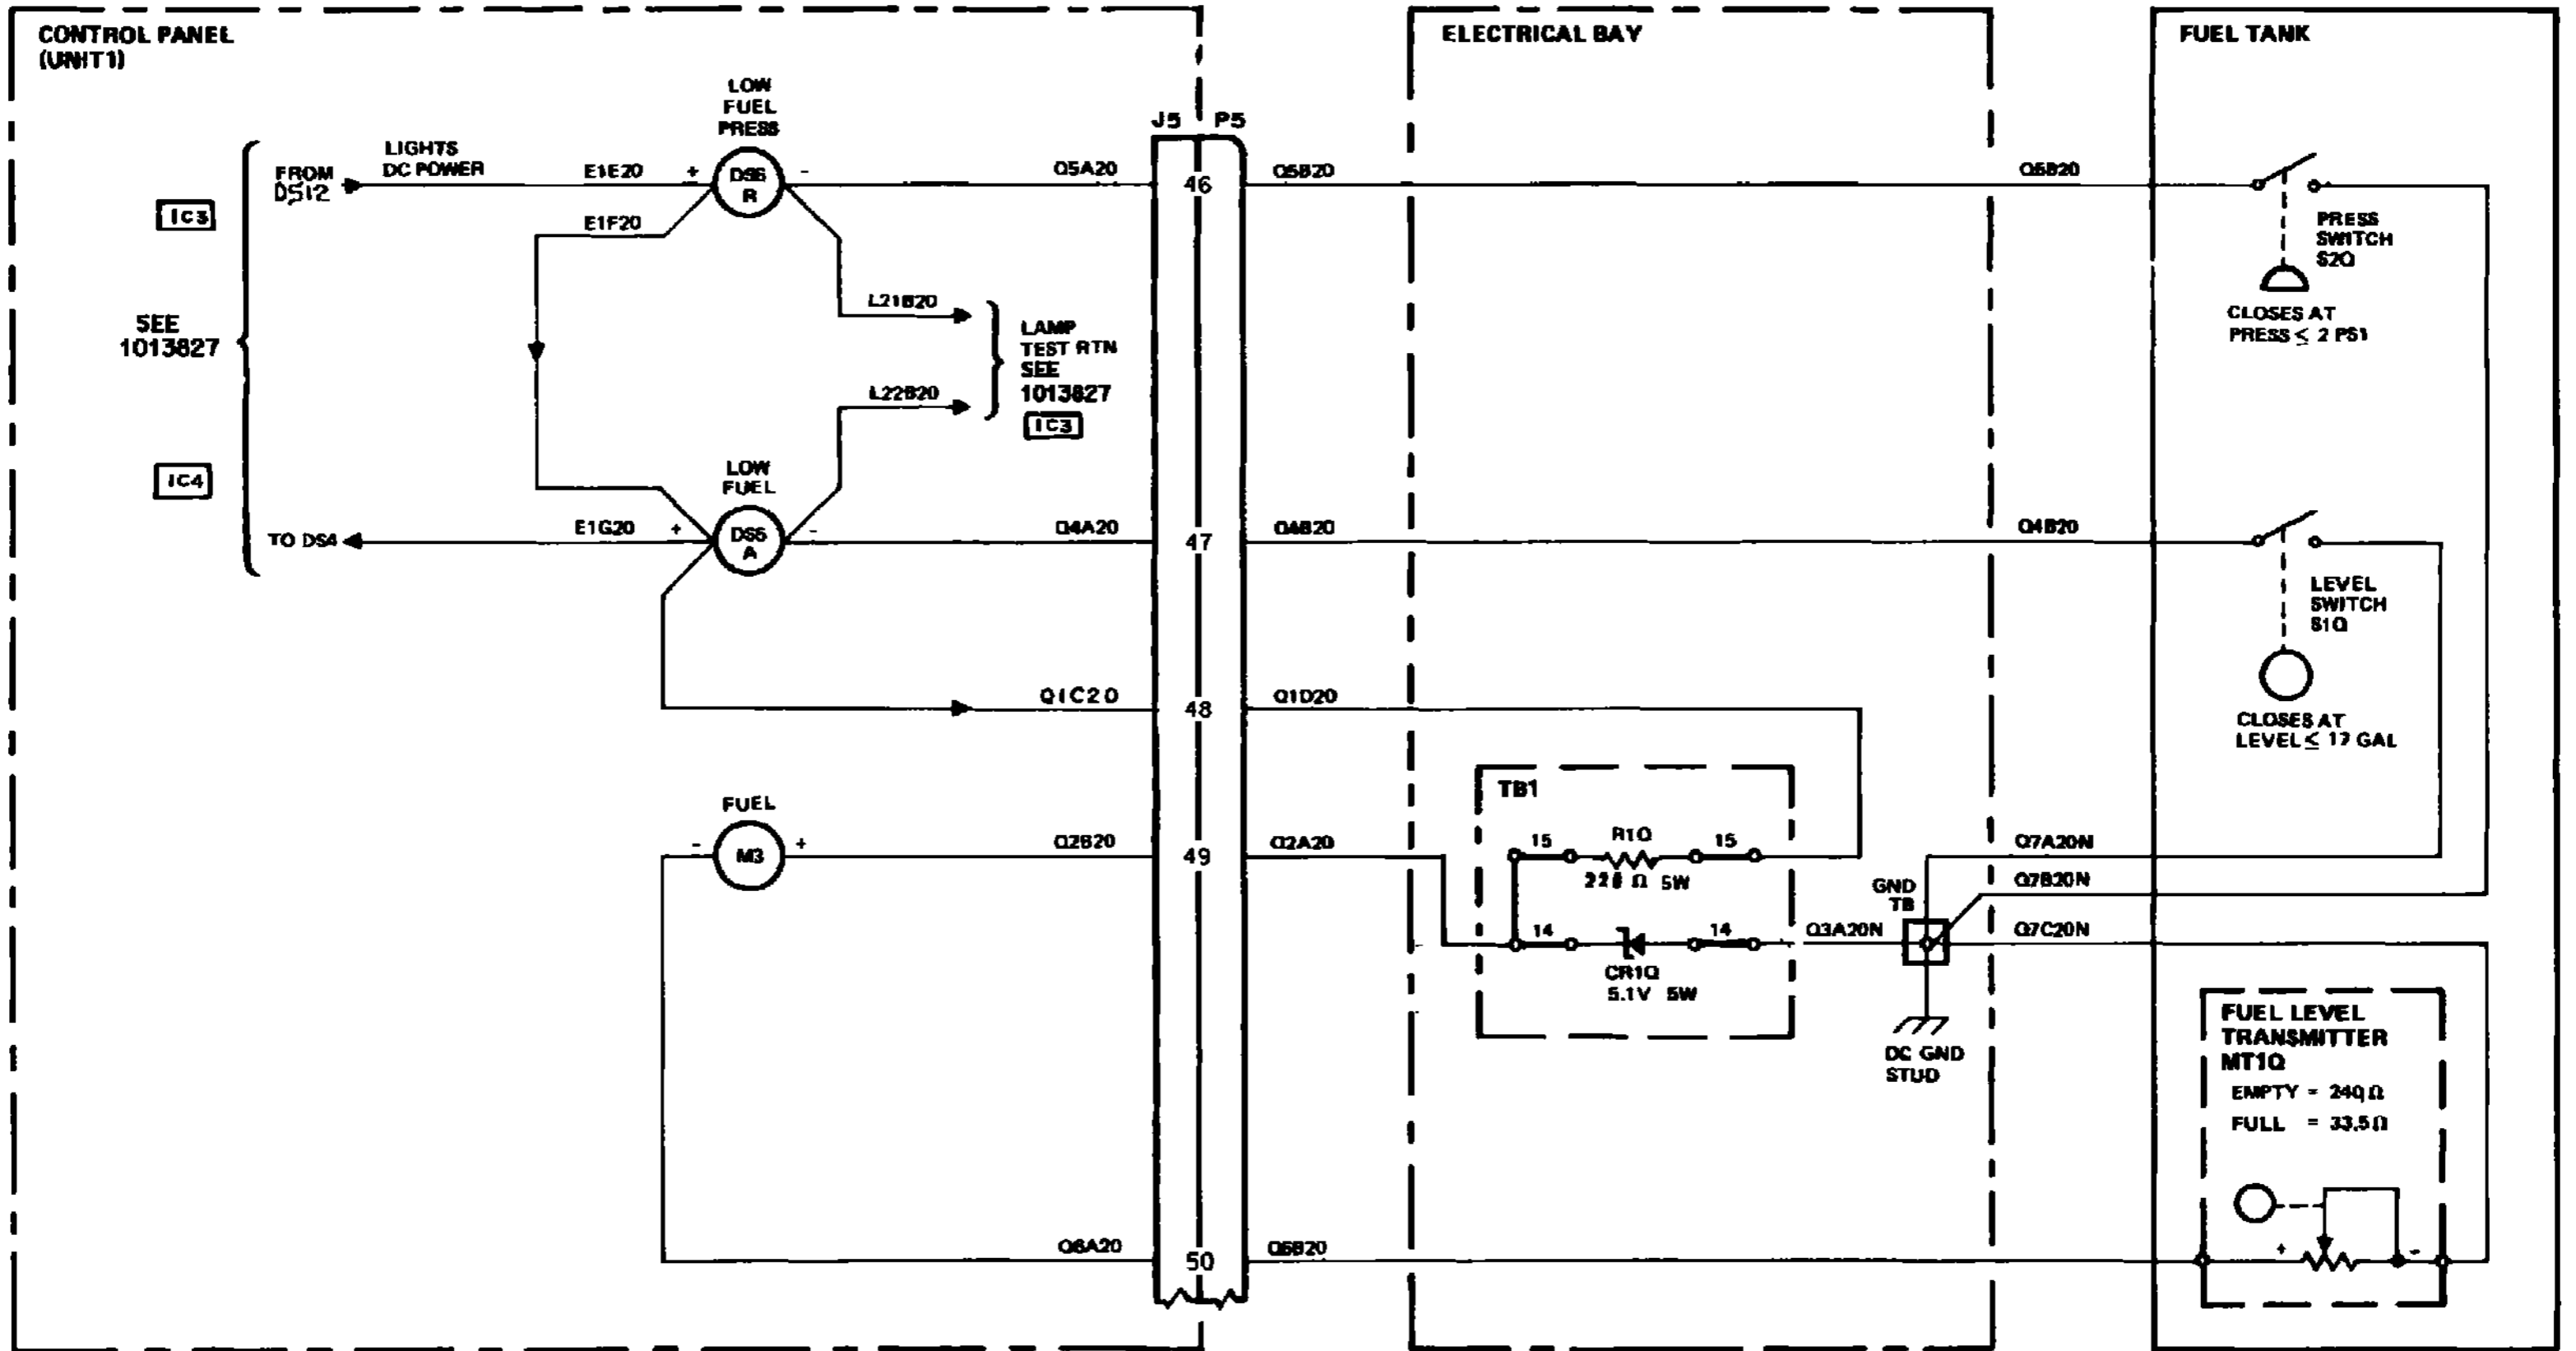 CONTROL PANEL
(UNIT1)
ELECTRICAL BAY
FUEL TANK
LOW
FUEL
PRESS
J5 P5
FROM
DS12
LIGHTS
DC POWER
E1E20
+
DS6
R
-
Q5A20
46
Q5B20
Q5B20
IC3
E1F20
PRESS
SWITCH
S2Q
CLOSES AT
PRESS ≤ 2 PSI
SEE
1013627
L21B20
LAMP
TEST RTN
SEE
1013627
IC3
L22B20
IC4
LOW
FUEL
TO DS4
E1G20
+
DS5
A
-
Q4A20
47
Q4B20
Q4B20
LEVEL
SWITCH
S1Q
CLOSES AT
LEVEL ≤ GAL
Q1C20
48
Q1D20
TB1
FUEL
-
M3
+
Q2B20
49
Q2A20
15
R1Q
15
Ω 5W
Q7A20N
GND
TB
Q7B20N
14
14
Q3A20N
Q7C20N
CR1Q
5.1V 5W
DC GND
STUD
FUEL LEVEL
TRANSMITTER
MT1Q
EMPTY = 240 Ω
FULL = 33.5 Ω
Q6A20
50
Q6B20
+
-